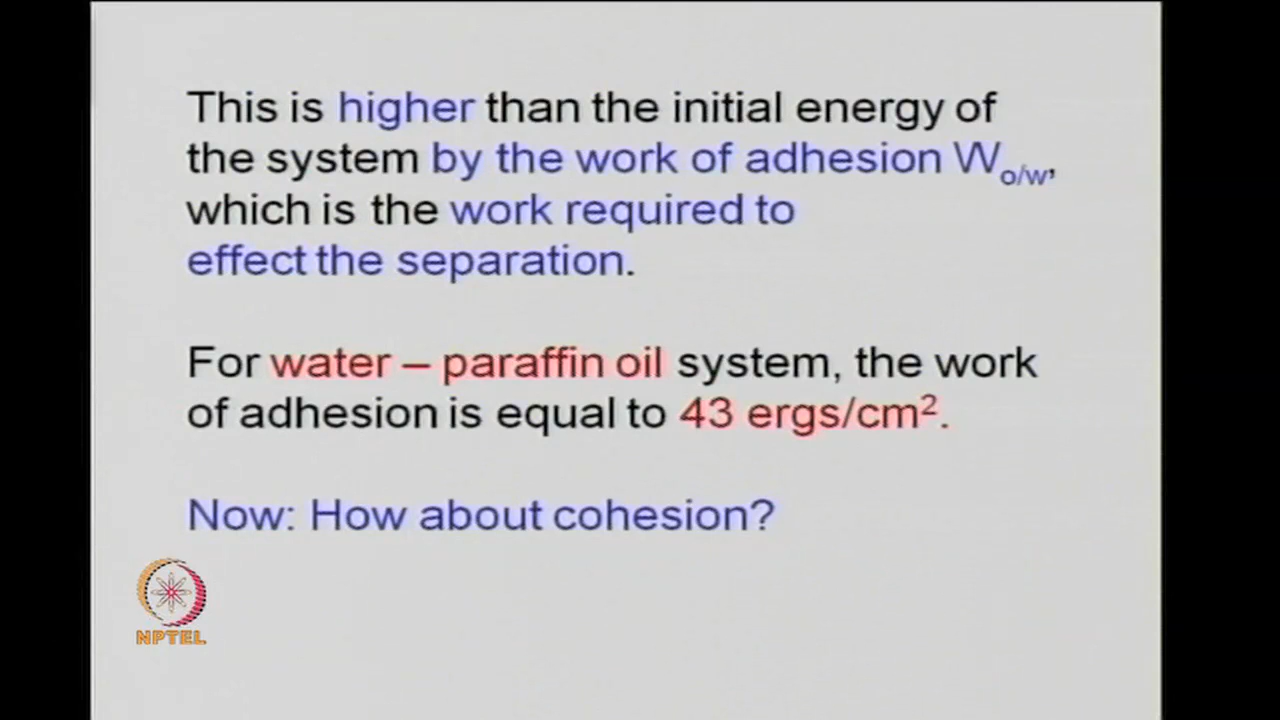 This is higher than the initial energy of
the system by the work of adhesion Wo/w,
which is the work required to
effect the separation.
For water – paraffin oil system, the work
of adhesion is equal to 43 ergs/cm².
Now: How about cohesion?
NPTEL